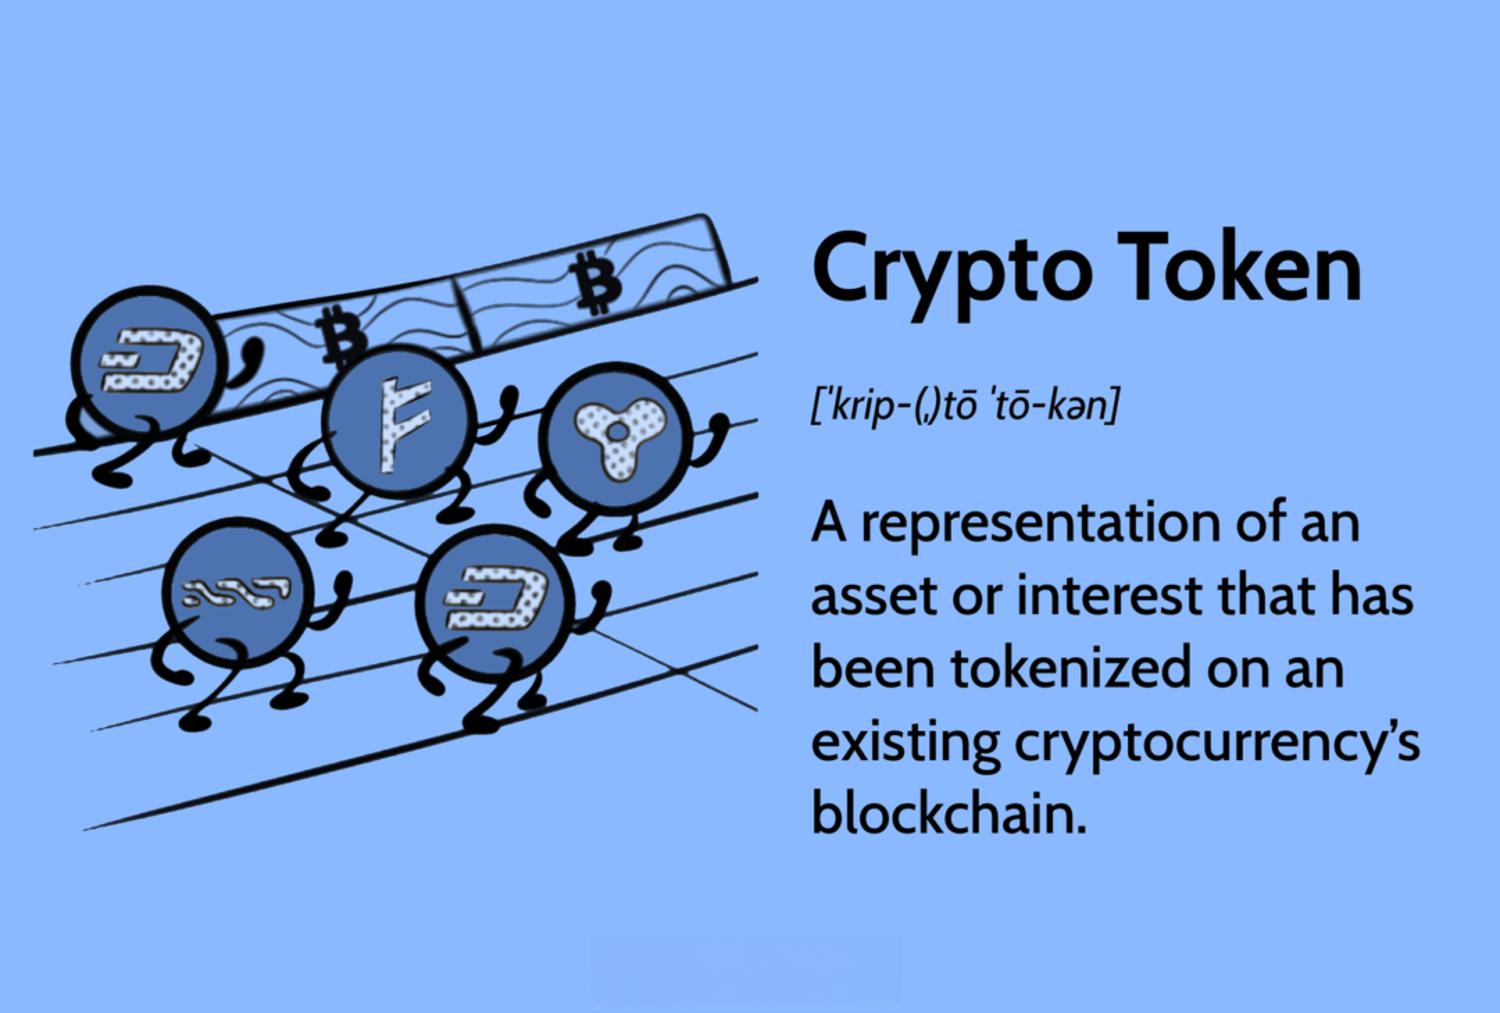 Crypto Token
[ˈkrip-(ˌ)tō ˈtō-kən]
A representation of an
asset or interest that has
been tokenized on an
existing cryptocurrency’s
blockchain.